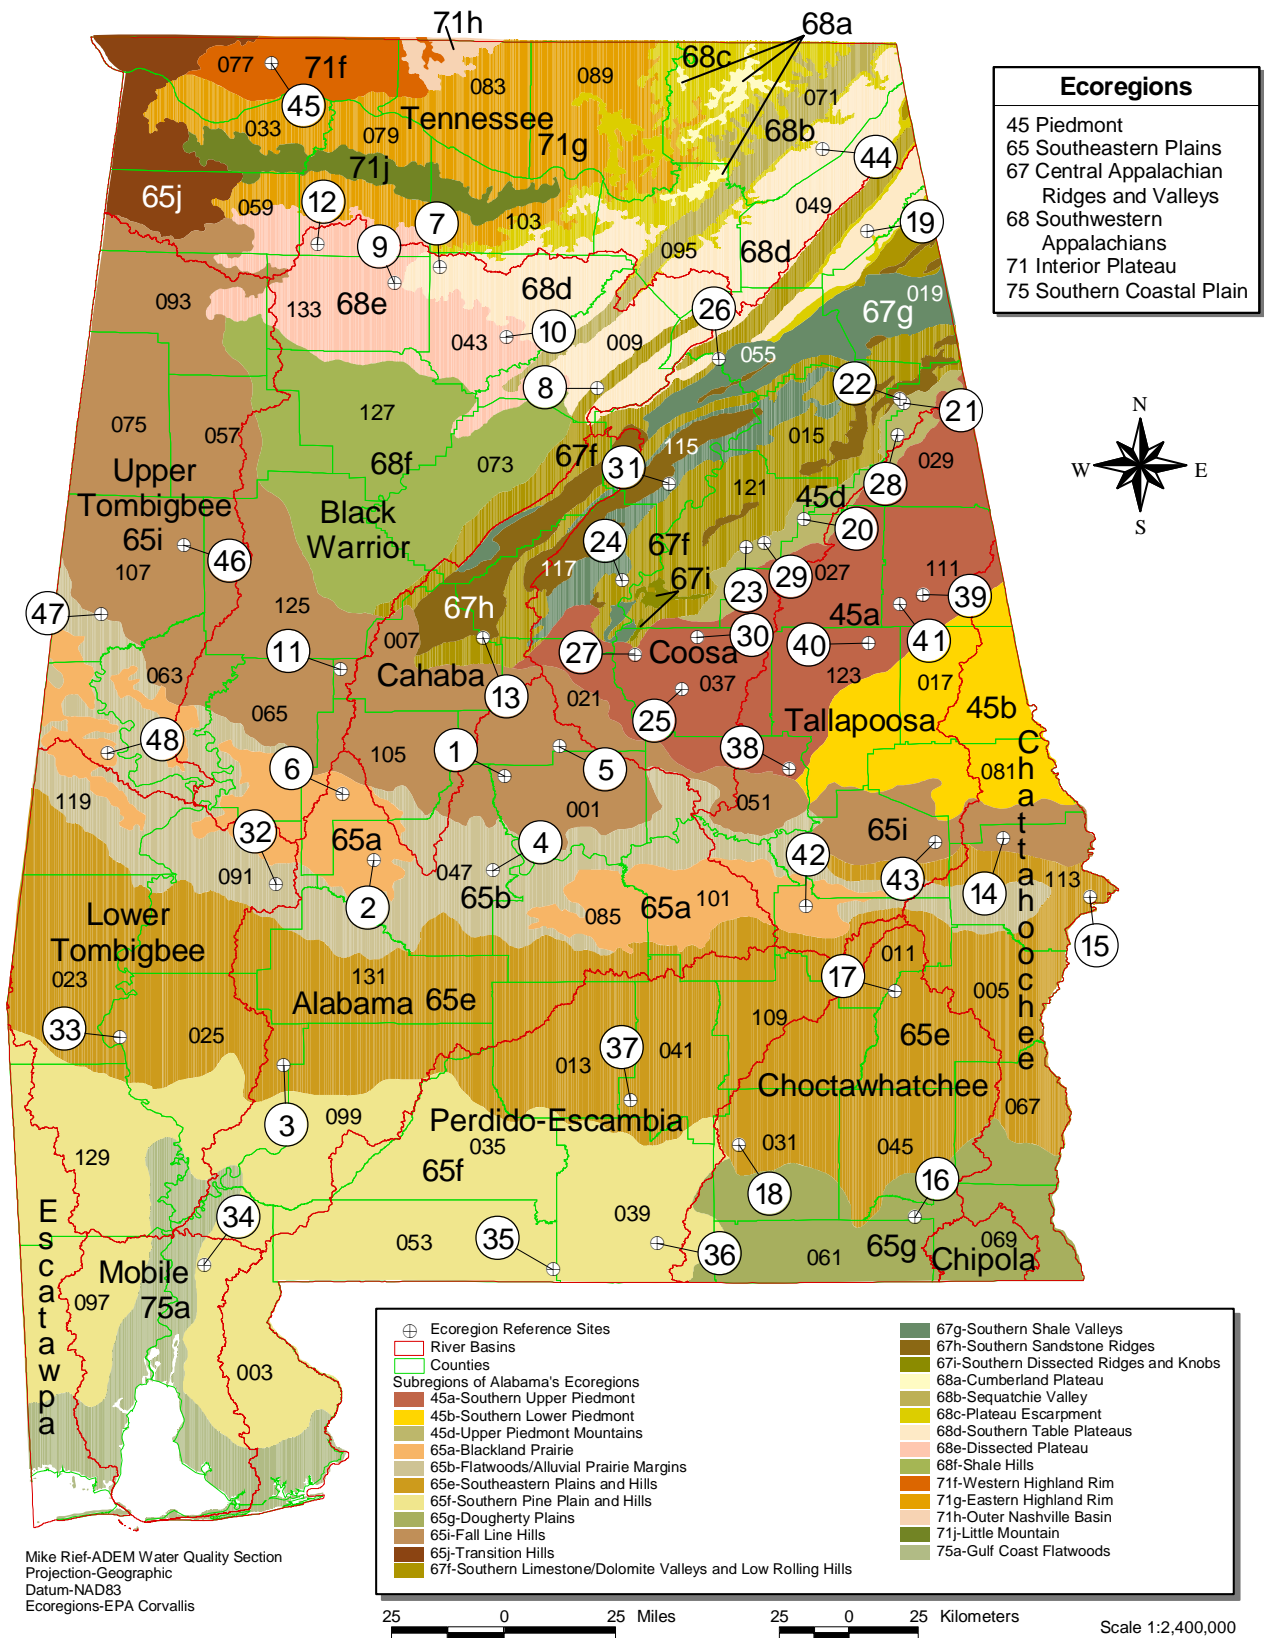 71h
68a
077
71f
68c
083
089
071
45
Tennessee
033
079
71g
68b
44
71j
65j
12
059
7
103
049
19
9
095
68d
093
133
68e
68d
26
019
67g
043
10
009
055
8
22
21
075
057
127
015
029
31
115
67f
Upper
Tombigbee
65i
68f
073
121
45d
28
Black
Warrior
20
46
24
67f
107
117
67i
23
29
027
111
39
47
125
67h
45a
007
11
27
Coosa
30
40
41
063
Cahaba
13
021
037
123
017
45b
065
25
Tallapoosa
48
105
1
38
Chattahoochee
6
5
081
119
001
051
32
65a
4
65i
42
091
047
65b
43
14
113
2
085
65a
101
Lower
Tombigbee
15
023
131
17
011
Alabama
65e
005
33
025
109
65e
013
37
041
Choctawhatchee
3
099
Perdido-Escambia
067
035
129
65f
031
045
18
16
Escatawpa
34
039
053
35
36
061
65g
069
Chipola
Mobile
097
75a
003
Ecoregions
45 Piedmont
65 Southeastern Plains
67 Central Appalachian
Ridges and Valleys
68 Southwestern
Appalachians
71 Interior Plateau
75 Southern Coastal Plain
N
W
E
S
Ecoregion Reference Sites
River Basins
Counties
Subregions of Alabama's Ecoregions
45a-Southern Upper Piedmont
45b-Southern Lower Piedmont
45d-Upper Piedmont Mountains
65a-Blackland Prairie
65b-Flatwoods/Alluvial Prairie Margins
65e-Southeastern Plains and Hills
65f-Southern Pine Plain and Hills
65g-Dougherty Plains
65i-Fall Line Hills
65j-Transition Hills
67f-Southern Limestone/Dolomite Valleys and Low Rolling Hills
67g-Southern Shale Valleys
67h-Southern Sandstone Ridges
67i-Southern Dissected Ridges and Knobs
68a-Cumberland Plateau
68b-Sequatchie Valley
68c-Plateau Escarpment
68d-Southern Table Plateaus
68e-Dissected Plateau
68f-Shale Hills
71f-Western Highland Rim
71g-Eastern Highland Rim
71h-Outer Nashville Basin
71j-Little Mountain
75a-Gulf Coast Flatwoods
Mike Rief-ADEM Water Quality Section
Projection-Geographic
Datum-NAD83
Ecoregions-EPA Corvallis
25 0 25 Miles
25 0 25 Kilometers
Scale 1:2,400,000